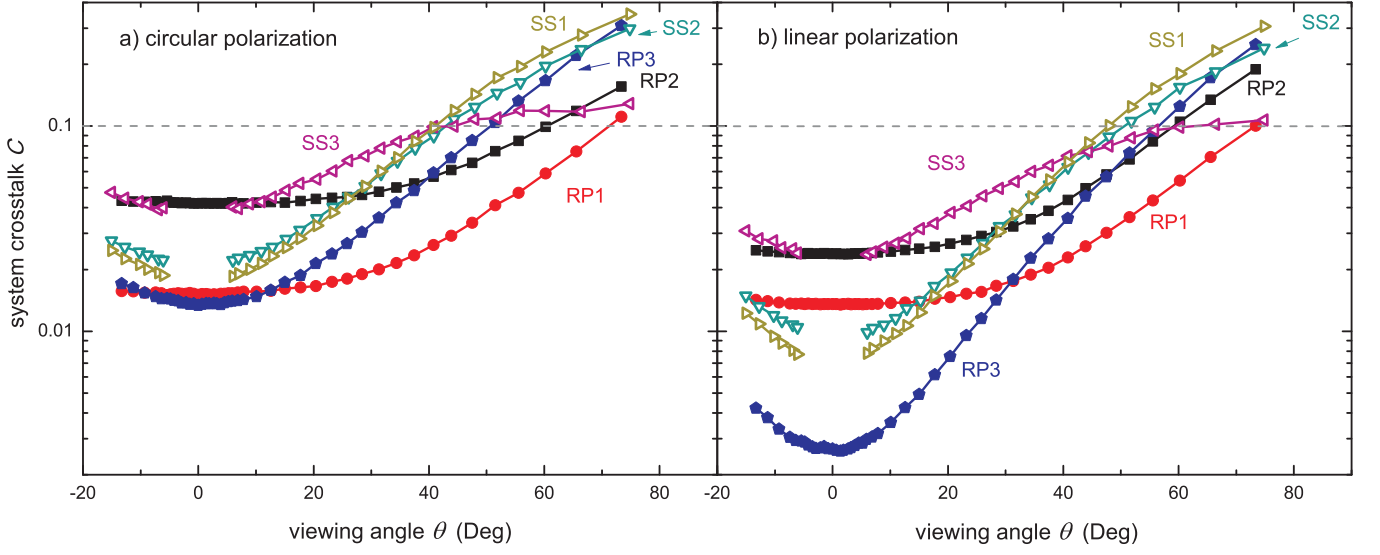 a) circular polarization
SS1
SS2
RP3
RP2
SS3
RP1
0.1
0.01
system crosstalk C
-20 0 20 40 60 80
viewing angle θ (Deg)
b) linear polarization
SS1
SS2
RP2
SS3
RP1
RP3
-20 0 20 40 60 80
viewing angle θ (Deg)